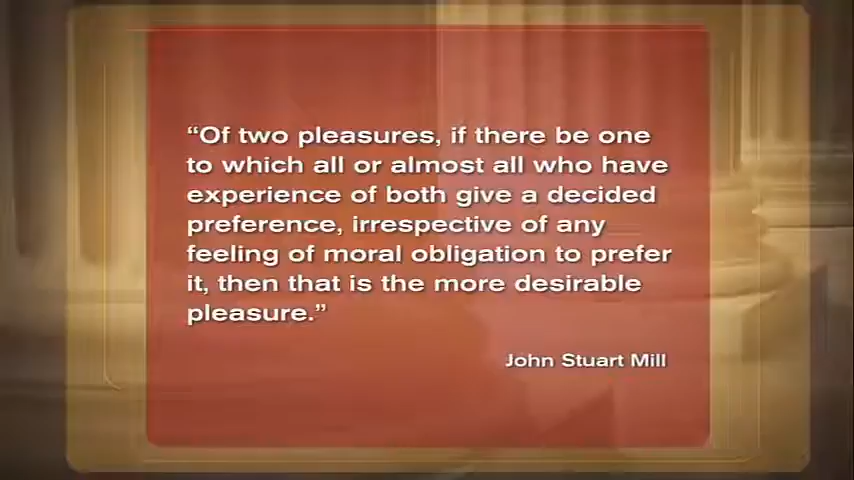 “Of two pleasures, if there be one
to which all or almost all who have
experience of both give a decided
preference, irrespective of any
feeling of moral obligation to prefer
it, then that is the more desirable
pleasure.”
John Stuart Mill